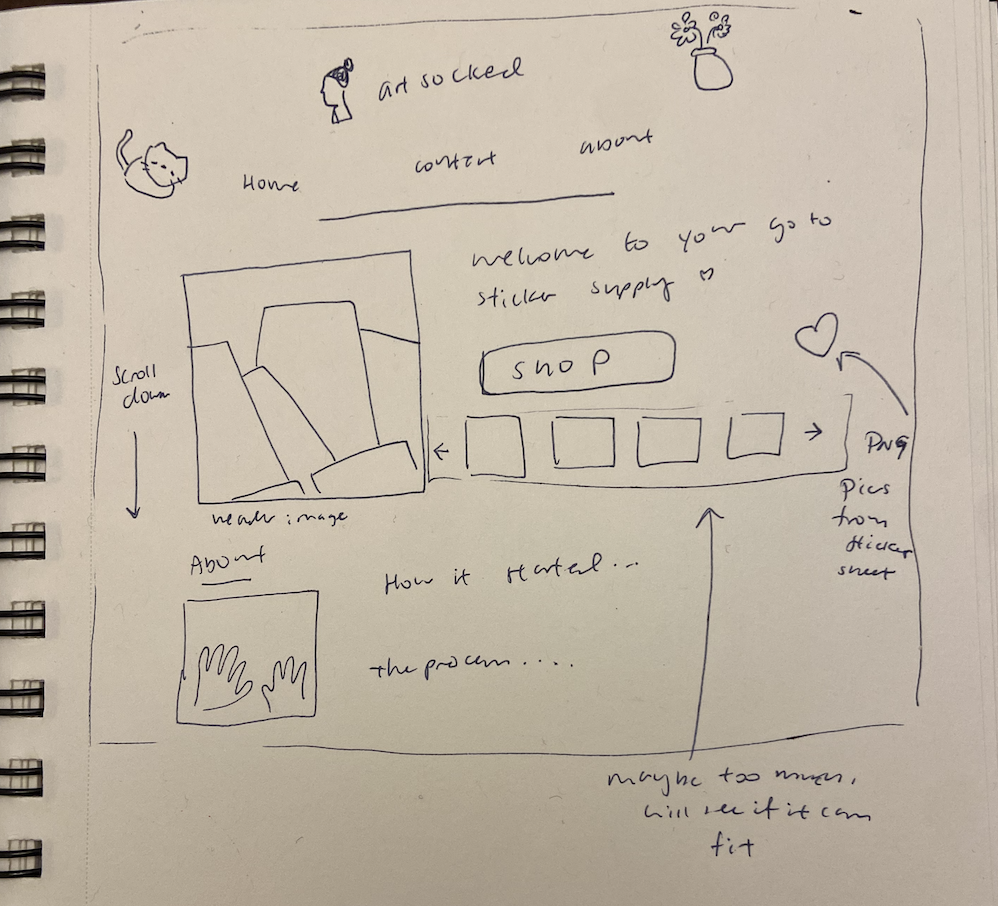 art socked
Home
contact
about
welcome to your go to
sticker supply
shop
Scroll
down
header image
PNG
Pics
from
sticker
sheet
About
How it started...
the process....
maybe too much,
will see if it can
fit